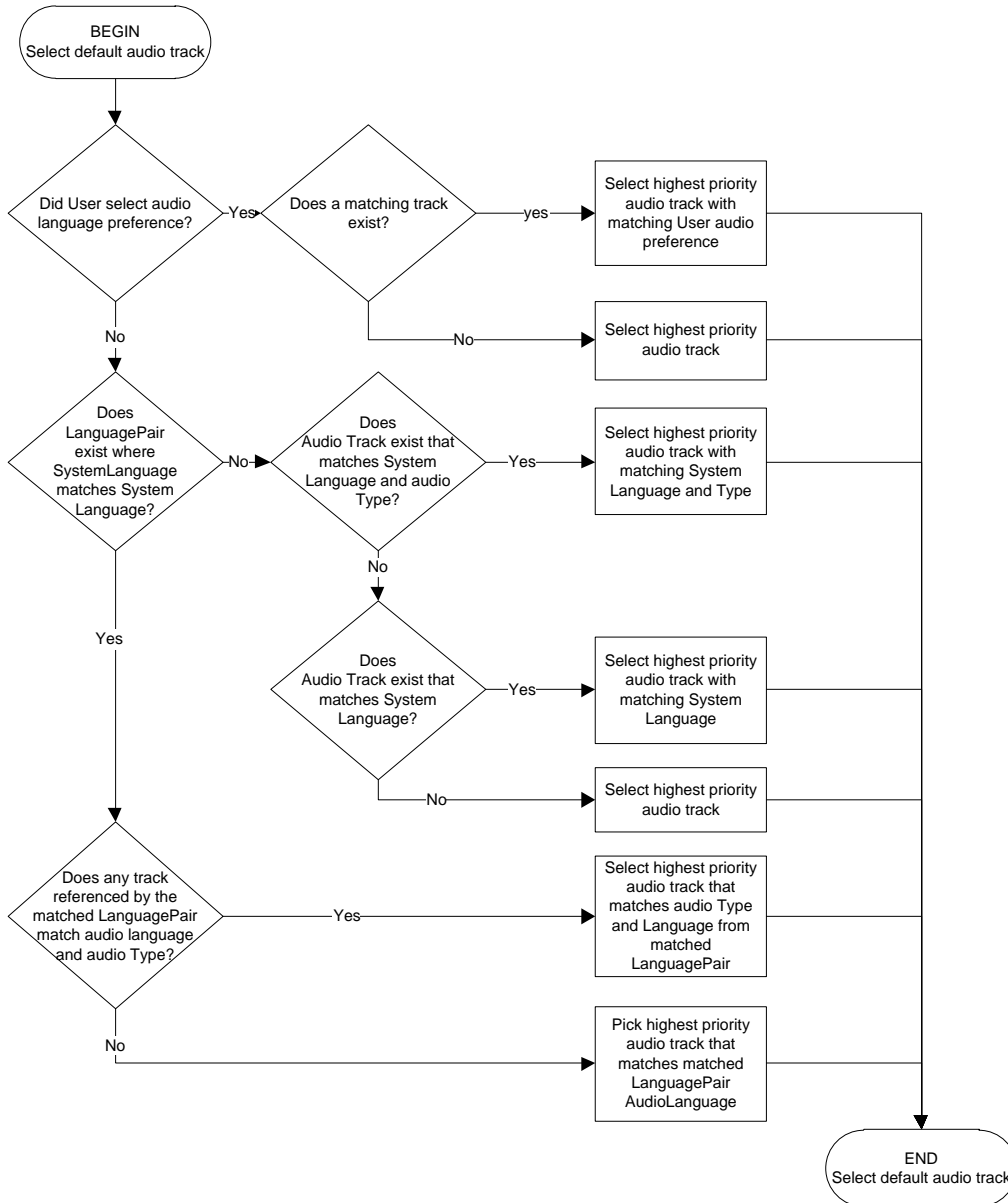 BEGIN
Select default audio track
Did User select audio
language preference?
Yes
Does a matching track
exist?
yes
Select highest priority
audio track with
matching User audio
preference
No
No
Select highest priority
audio track
Does
LanguagePair
exist where
SystemLanguage
matches System
Language?
No
Does
Audio Track exist that
matches System
Language and audio
Type?
Yes
Select highest priority
audio track with
matching System
Language and Type
No
Yes
Does
Audio Track exist that
matches System
Language?
Yes
Select highest priority
audio track with
matching System
Language
No
Select highest priority
audio track
Does any track
referenced by the
matched LanguagePair
match audio language
and audio Type?
Yes
Select highest priority
audio track that
matches audio Type
and Language from
matched
LanguagePair
No
Pick highest priority
audio track that
matches matched
LanguagePair
AudioLanguage
END
Select default audio track